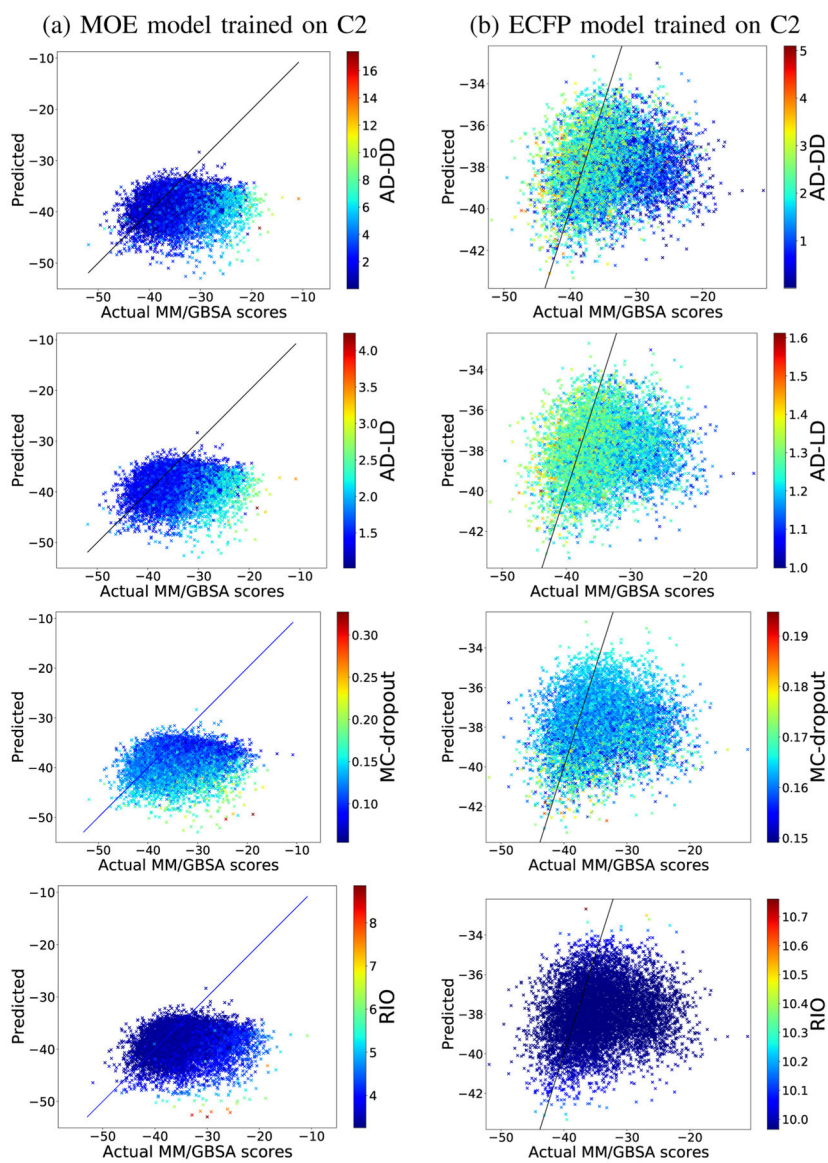 (a) MOE model trained on C2
(b) ECFP model trained on C2
−10
−20
−30
−40
−50
Predicted
−50 −40 −30 −20 −10
Actual MM/GBSA scores
16
14
12
10
8
6
4
2
AD-DD
−34
−36
−38
−40
−42
Predicted
−50 −40 −30 −20
Actual MM/GBSA scores
5
4
3
2
1
AD-DD
−10
−20
−30
−40
−50
Predicted
−50 −40 −30 −20 −10
Actual MM/GBSA scores
4.0
3.5
3.0
2.5
2.0
1.5
AD-LD
−34
−36
−38
−40
−42
Predicted
−50 −40 −30 −20
Actual MM/GBSA scores
1.6
1.5
1.4
1.3
1.2
1.1
1.0
AD-LD
−10
−20
−30
−40
−50
Predicted
−50 −40 −30 −20 −10
Actual MM/GBSA scores
0.30
0.25
0.20
0.15
0.10
MC-dropout
−34
−36
−38
−40
−42
Predicted
−50 −40 −30 −20
Actual MM/GBSA scores
0.19
0.18
0.17
0.16
0.15
MC-dropout
−10
−20
−30
−40
−50
Predicted
−50 −40 −30 −20 −10
Actual MM/GBSA scores
8
7
6
5
4
RIO
−34
−36
−38
−40
−42
Predicted
−50 −40 −30 −20
Actual MM/GBSA scores
10.7
10.6
10.5
10.4
10.3
10.2
10.1
10.0
RIO